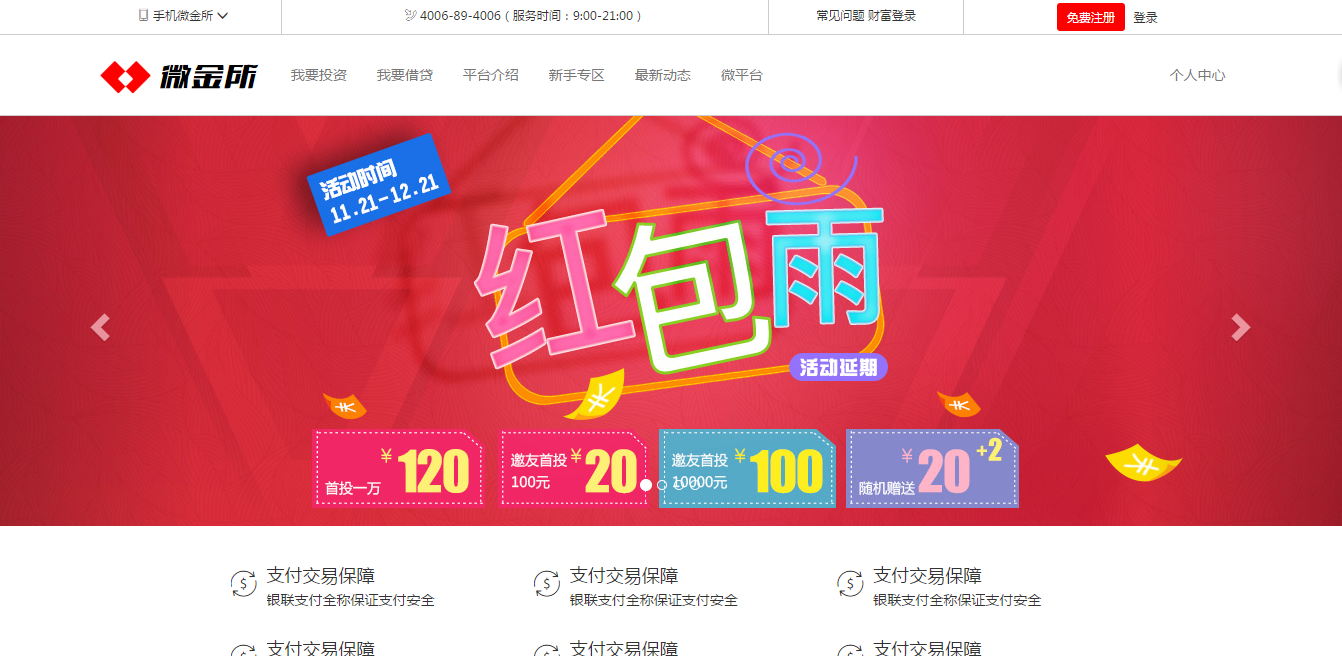 手机微金所
4006-89-4006 ( 服务时间：9:00-21:00 )
常见问题 财富登录
免费注册 登录
微金所
我要投资 我要借贷 平台介绍 新手专区 最新动态 微平台
个人中心
活动时间
11.21-12.21
红包雨
活动延期
首投一万 ¥120
邀友首投 ¥20
100元
邀友首投 ¥100
10000元
随机赠送 ¥20 +2
支付交易保障 支付交易保障 支付交易保障
银联支付全称保证支付安全 银联支付全称保证支付安全 银联支付全称保证支付安全
支付交易保障 支付交易保障 支付交易保障